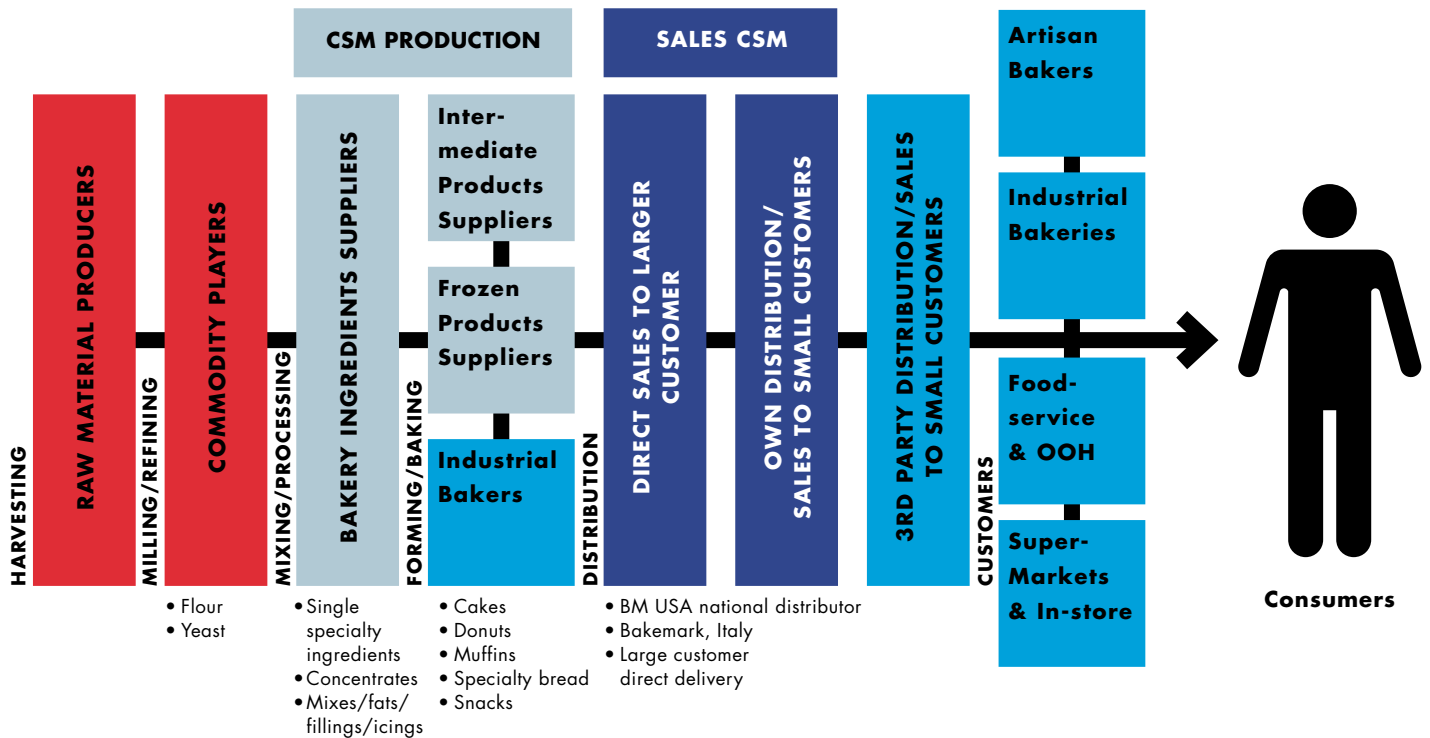 CSM PRODUCTION
SALES CSM
HARVESTING
RAW MATERIAL PRODUCERS
MILLING/REFINING
COMMODITY PLAYERS
• Flour
• Yeast
MIXING/PROCESSING
BAKERY INGREDIENTS SUPPLIERS
• Single
specialty
ingredients
• Concentrates
• Mixes/fats/
fillings/icings
FORMING/BAKING
Inter-
mediate
Products
Suppliers
Frozen
Products
Suppliers
Industrial
Bakers
• Cakes
• Donuts
• Muffins
• Specialty bread
• Snacks
DISTRIBUTION
DIRECT SALES TO LARGER
CUSTOMER
OWN DISTRIBUTION/
SALES TO SMALL CUSTOMERS
• BM USA national distributor
• Bakemark, Italy
• Large customer
direct delivery
3RD PARTY DISTRIBUTION/SALES
TO SMALL CUSTOMERS
CUSTOMERS
Artisan
Bakers
Industrial
Bakeries
Food-
service
& OOH
Super-
Markets
& In-store
Consumers